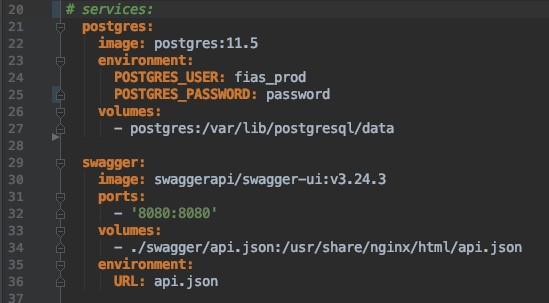 20 # services:
21 postgres:
22 image: postgres:11.5
23 environment:
24 POSTGRES_USER: fias_prod
25 POSTGRES_PASSWORD: password
26 volumes:
27 - postgres:/var/lib/postgresql/data
28
29 swagger:
30 image: swaggerapi/swagger-ui:v3.24.3
31 ports:
32 - '8080:8080'
33 volumes:
34 - ./swagger/api.json:/usr/share/nginx/html/api.json
35 environment:
36 URL: api.json
37